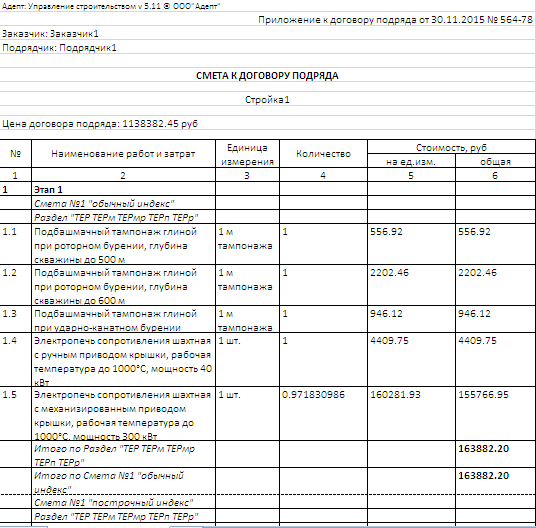 Адепт: Управление строительством v 5.11 © ООО"Адепт"
Приложение к договору подряда от 30.11.2015 № 564-78
Заказчик: Заказчик1
Подрядчик: Подрядчик1
СМЕТА К ДОГОВОРУ ПОДРЯДА
Стройка1
Цена договора подряда: 1138382.45 руб
№ Наименование работ и затрат Единица измерения Количество Стоимость, руб
на ед.изм. общая
1 2 3 4 5 6
1 Этап 1
Смета №1 "обычный индекс"
Раздел "ТЕР ТЕРм ТЕРмр ТЕРп ТЕРр"
1.1 Подбашмачный тампонаж глиной 1 м 1 556.92 556.92
при роторном бурении, глубина тампонажа
скважины до 500 м
1.2 Подбашмачный тампонаж глиной 1 м 1 2202.46 2202.46
при роторном бурении, глубина тампонажа
скважины до 600 м
1.3 Подбашмачный тампонаж глиной 1 м 1 946.12 946.12
при ударно-канатном бурении тампонажа
1.4 Электропечь сопротивления шахтная 1 шт. 1 4409.75 4409.75
с ручным приводом крышки, рабочая
температура до 1000°С, мощность 40
кВт
1.5 Электропечь сопротивления шахтная 1 шт. 0.971830986 160281.93 155766.95
с механизированным приводом
крышки, рабочая температура до
1000°С, мощность 300 кВт
Итого по Раздел "ТЕР ТЕРм ТЕРмр 163882.20
ТЕРп ТЕРр"
Итого по Смета №1 "обычный 163882.20
индекс"
Смета №1 "построчный индекс"
Раздел "ТЕР ТЕРм ТЕРмр ТЕРп ТЕРр"